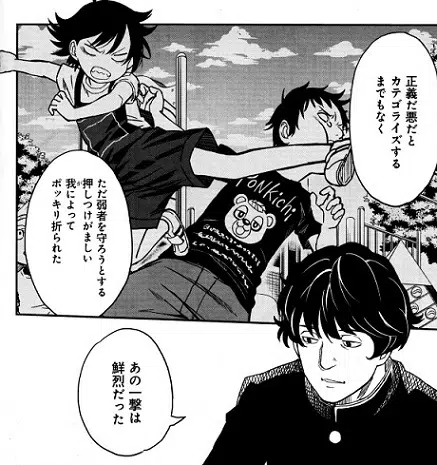 正義だ悪だと
カテゴライズする
までもなく
ただ弱者を守ろうとする
押しつけがましい
我によって
ポッキリ折られた
PONKichi
あの一撃は
鮮烈だった